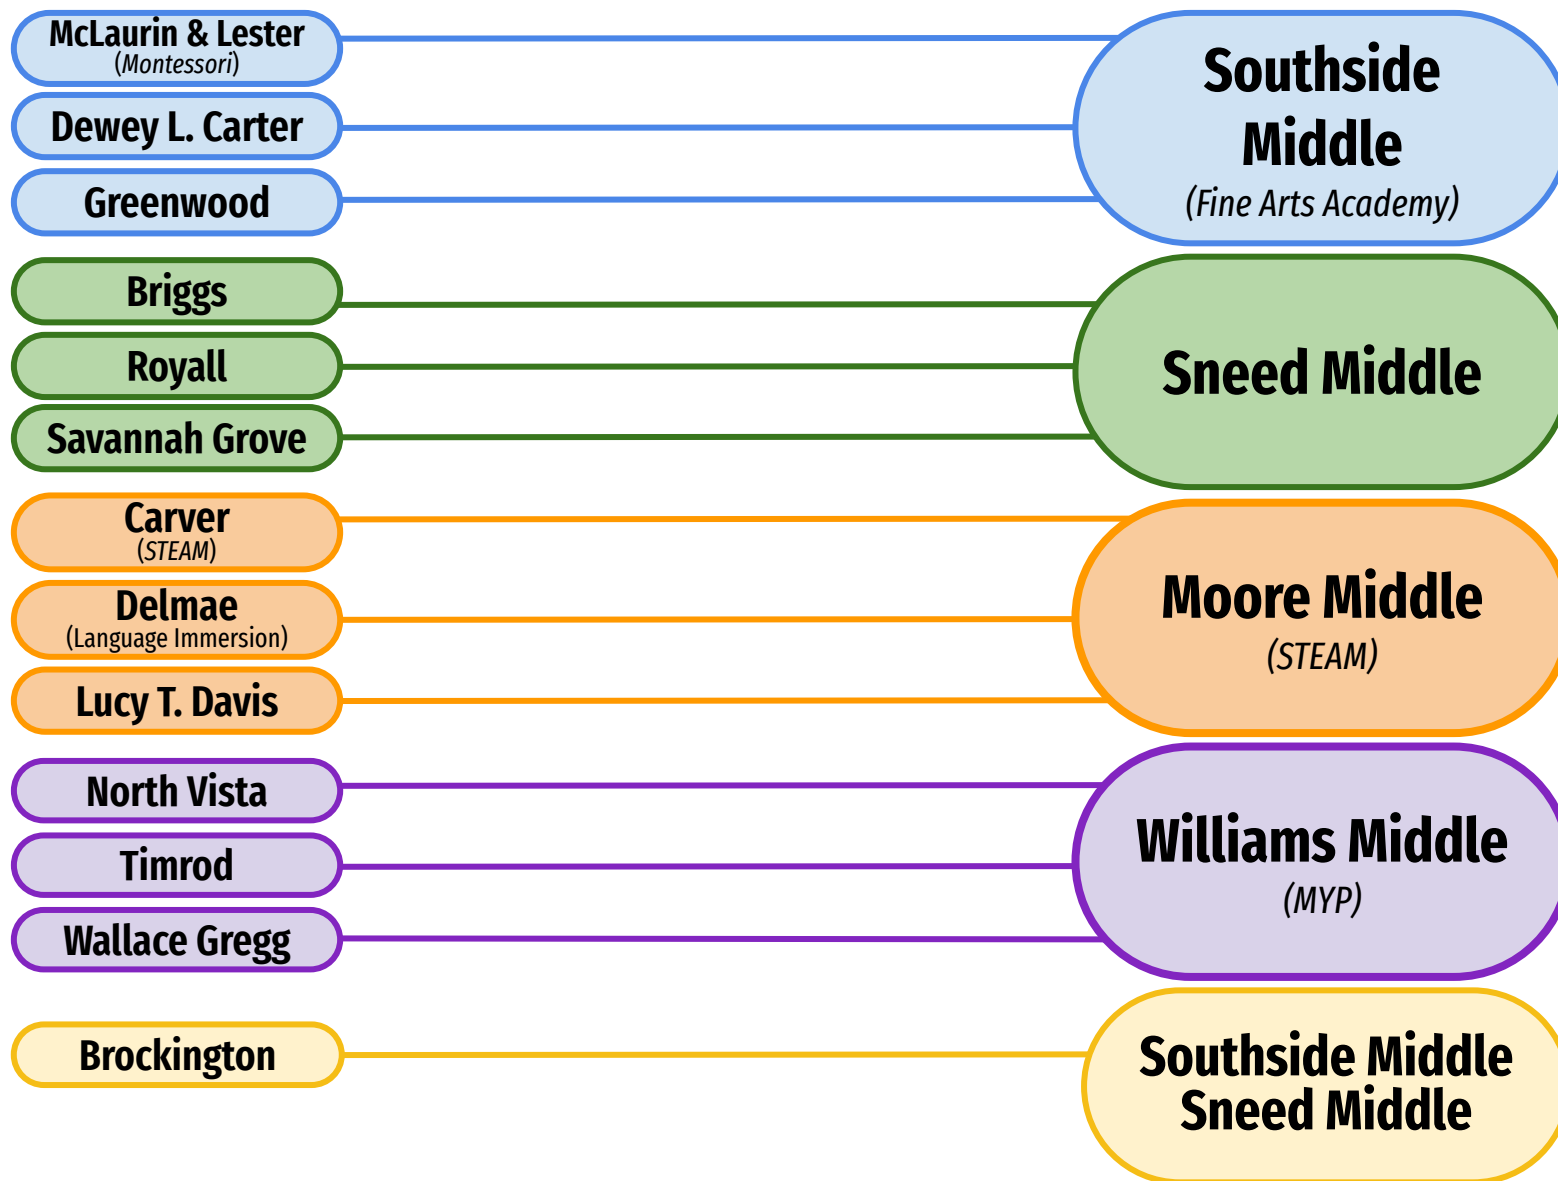 McLaurin & Lester
(Montessori)
Dewey L. Carter
Greenwood
Southside
Middle
(Fine Arts Academy)
Briggs
Royall
Savannah Grove
Sneed Middle
Carver
(STEAM)
Delmae
(Language Immersion)
Lucy T. Davis
Moore Middle
(STEAM)
North Vista
Timrod
Wallace Gregg
Williams Middle
(MYP)
Brockington
Southside Middle
Sneed Middle